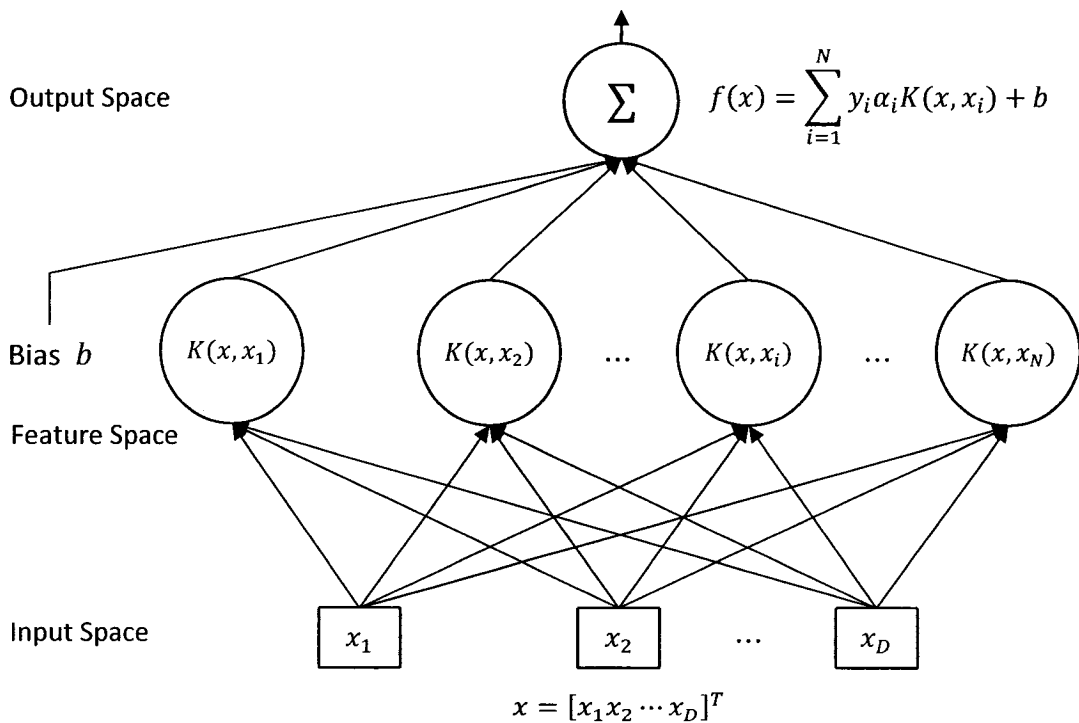 Output Space Σ f(x) = \sum_{i=1}^{N} y_i α_i K(x, x_i) + b
Bias b K(x, x_1) K(x, x_2) ... K(x, x_i) ... K(x, x_N)
Feature Space
Input Space x_1 x_2 ... x_D
x = [x_1 x_2 ⋯ x_D]^T